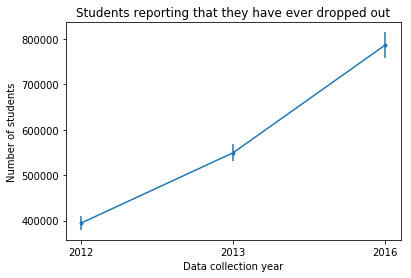 Students reporting that they have ever dropped out
800000
700000
600000
500000
400000
Number of students
2012 2013 2016
Data collection year